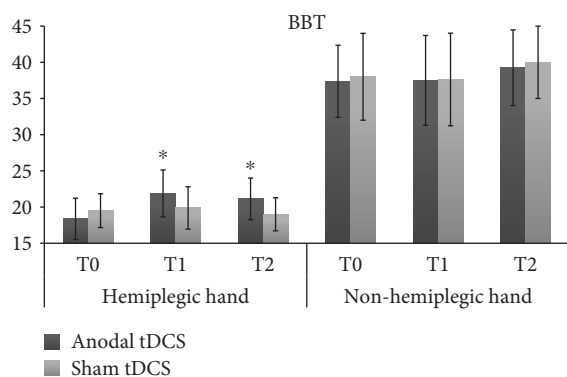 BBT
45
40
35
30
25
20
15
*
*
T0 T1 T2 T0 T1 T2
Hemiplegic hand Non-hemiplegic hand
Anodal tDCS
Sham tDCS